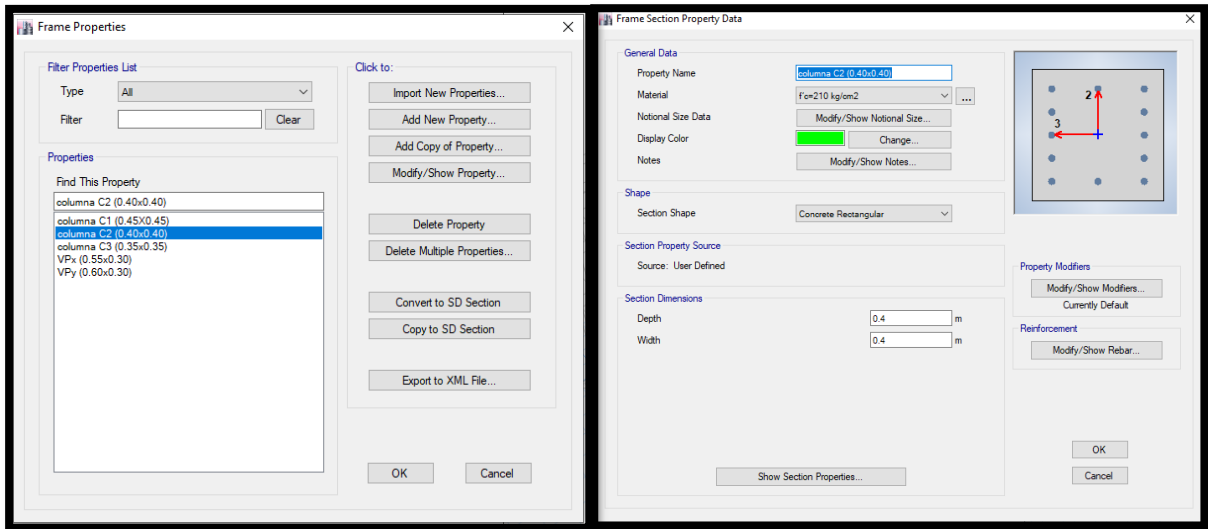 Frame Properties
Filter Properties List
Type All
Filter Clear
Properties
Find This Property
columna C2 (0.40x0.40)
columna C1 (0.45X0.45)
columna C2 (0.40x0.40)
columna C3 (0.35x0.35)
VPx (0.55x0.30)
VPy (0.60x0.30)
Click to:
Import New Properties...
Add New Property...
Add Copy of Property...
Modify/Show Property...
Delete Property
Delete Multiple Properties...
Convert to SD Section
Copy to SD Section
Export to XML File...
OK Cancel
Frame Section Property Data
General Data
Property Name columna C2 (0.40x0.40)
Material f'c=210 kg/cm2 ...
Notional Size Data Modify/Show Notional Size...
Display Color Change...
Notes Modify/Show Notes...
Shape
Section Shape Concrete Rectangular
Section Property Source
Source: User Defined
Section Dimensions
Depth 0.4 m
Width 0.4 m
Show Section Properties...
2
3
Property Modifiers
Modify/Show Modifiers...
Currently Default
Reinforcement
Modify/Show Rebar...
OK
Cancel